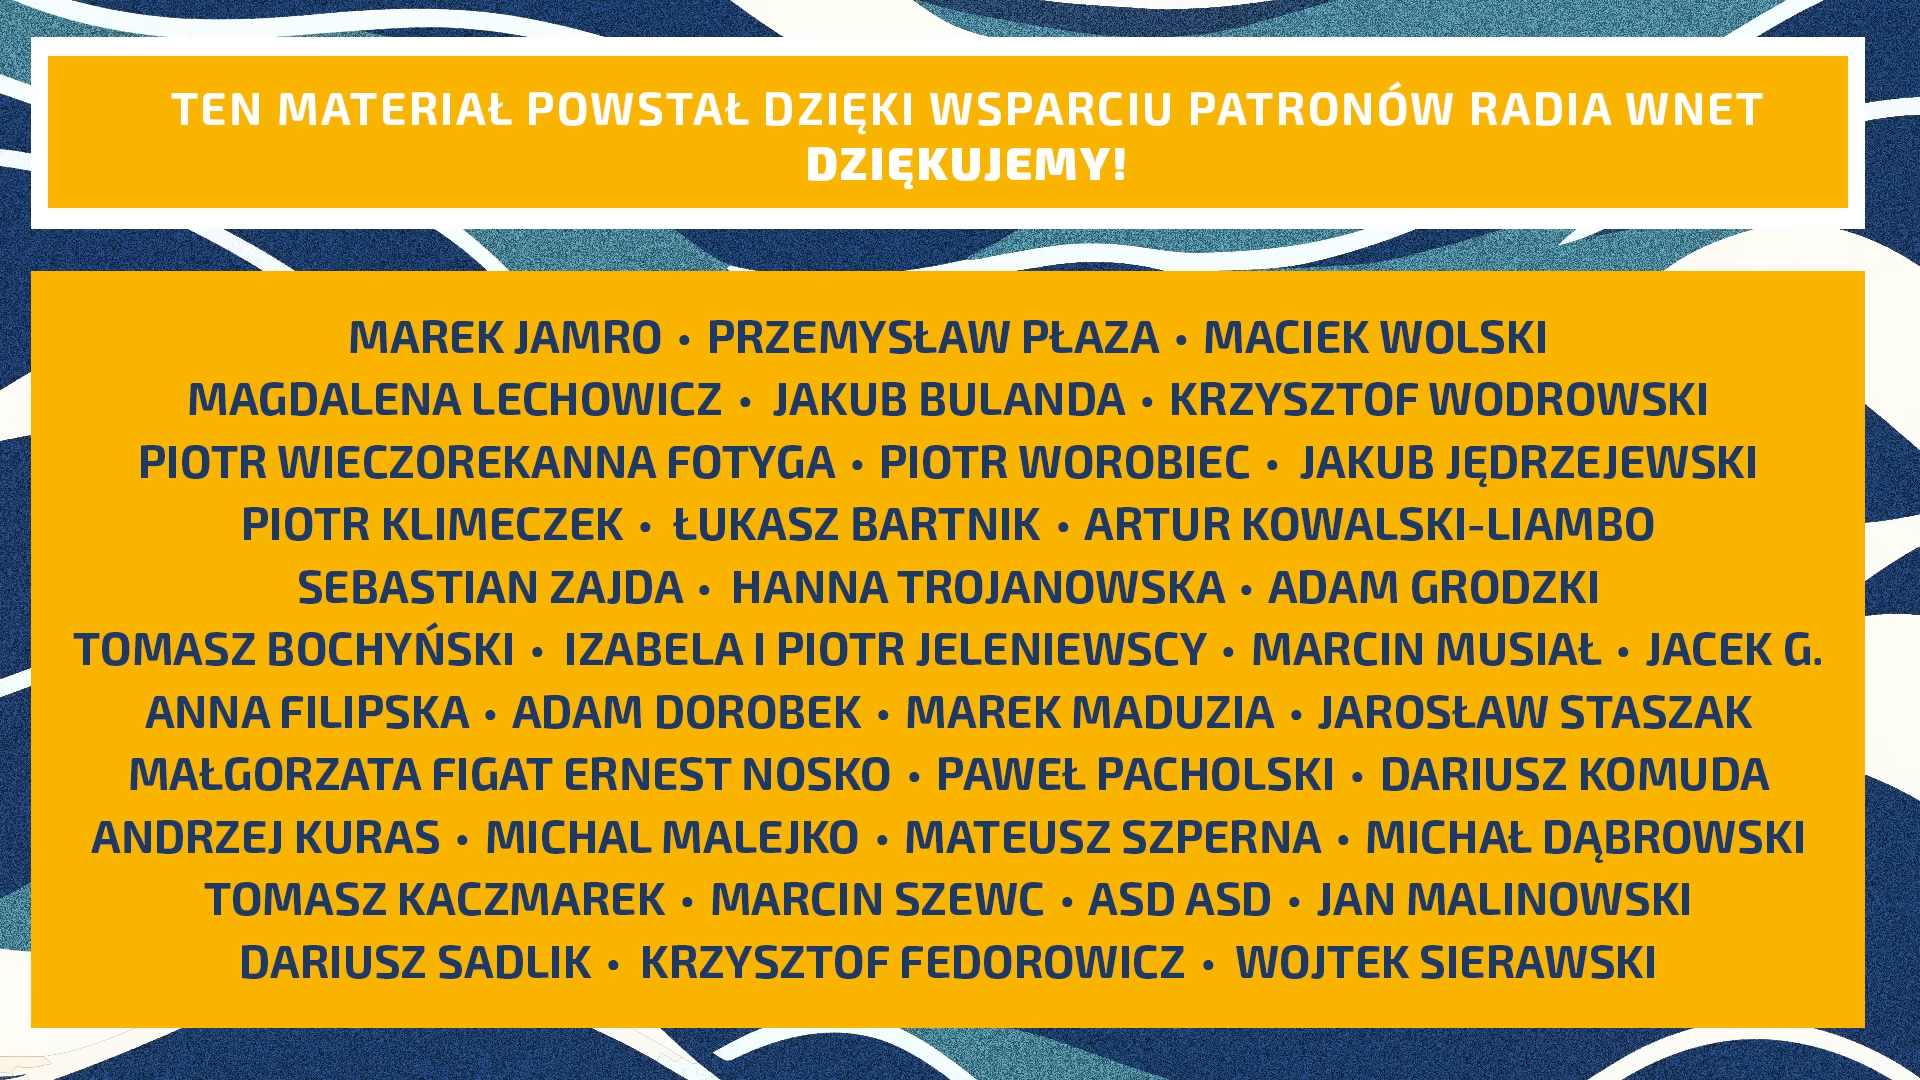 TEN MATERIAŁ POWSTAŁ DZIĘKI WSPARCIU PATRONÓW RADIA WNET
DZIĘKUJEMY!
MAREK JAMRO • PRZEMYSŁAW PŁAZA • MACIEK WOLSKI
MAGDALENA LECHOWICZ • JAKUB BULANDA • KRZYSZTOF WODROWSKI
PIOTR WIECZOREKANNA FOTYGA • PIOTR WOROBIEC • JAKUB JĘDRZEJEWSKI
PIOTR KLIMECZEK • ŁUKASZ BARTNIK • ARTUR KOWALSKI-LIAMBO
SEBASTIAN ZAJDA • HANNA TROJANOWSKA • ADAM GRODZKI
TOMASZ BOCHYŃSKI • IZABELA I PIOTR JELENIEWSCY • MARCIN MUSIAŁ • JACEK G.
ANNA FILIPSKA • ADAM DOROBEK • MAREK MADUZIA • JAROSŁAW STASZAK
MAŁGORZATA FIGAT ERNEST NOSKO • PAWEŁ PACHOLSKI • DARIUSZ KOMUDA
ANDRZEJ KURAS • MICHAL MALEJKO • MATEUSZ SZPERNA • MICHAŁ DĄBROWSKI
TOMASZ KACZMAREK • MARCIN SZEWC • ASD ASD • JAN MALINOWSKI
DARIUSZ SADLIK • KRZYSZTOF FEDOROWICZ • WOJTEK SIERAWSKI